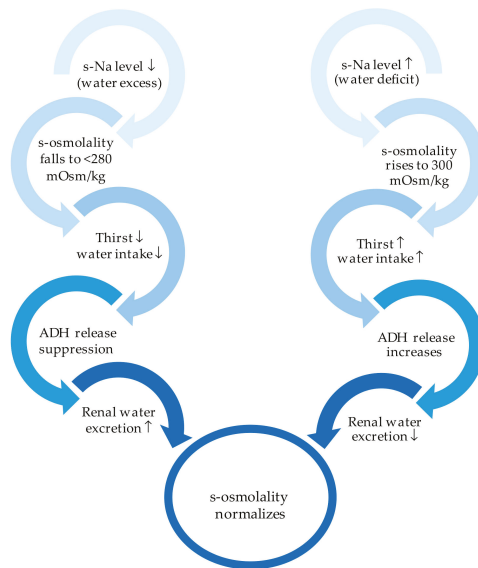 s-Na level ↓
(water excess)
s-osmolality
falls to <280
mOsm/kg
Thirst ↓
water intake ↓
ADH release
suppression
Renal water
excretion ↑
s-Na level ↑
(water deficit)
s-osmolality
rises to 300
mOsm/kg
Thirst ↑
water intake ↑
ADH release
increases
Renal water
excretion ↓
s-osmolality
normalizes